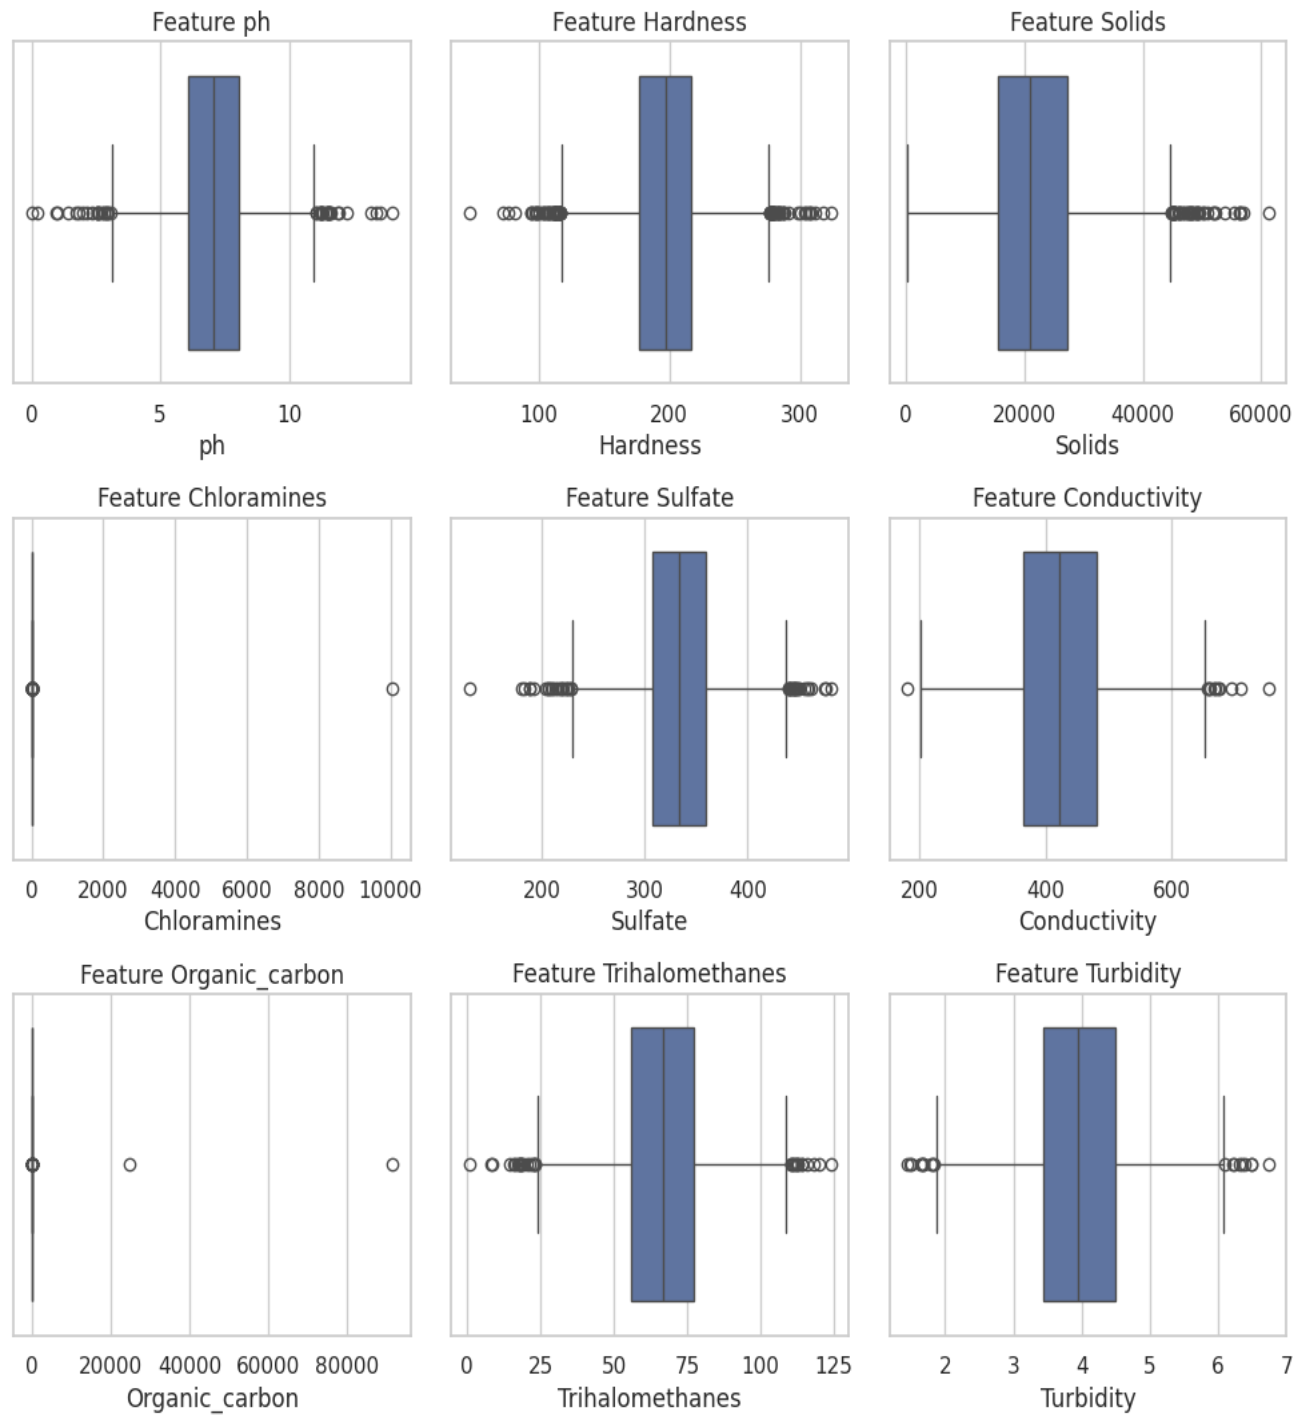 Feature ph
Feature Hardness
Feature Solids
0 5 10
100 200 300
0 20000 40000 60000
ph
Hardness
Solids
Feature Chloramines
Feature Sulfate
Feature Conductivity
0 2000 4000 6000 8000 10000
200 300 400
200 400 600
Chloramines
Sulfate
Conductivity
Feature Organic_carbon
Feature Trihalomethanes
Feature Turbidity
0 20000 40000 60000 80000
0 25 50 75 100 125
2 3 4 5 6 7
Organic_carbon
Trihalomethanes
Turbidity